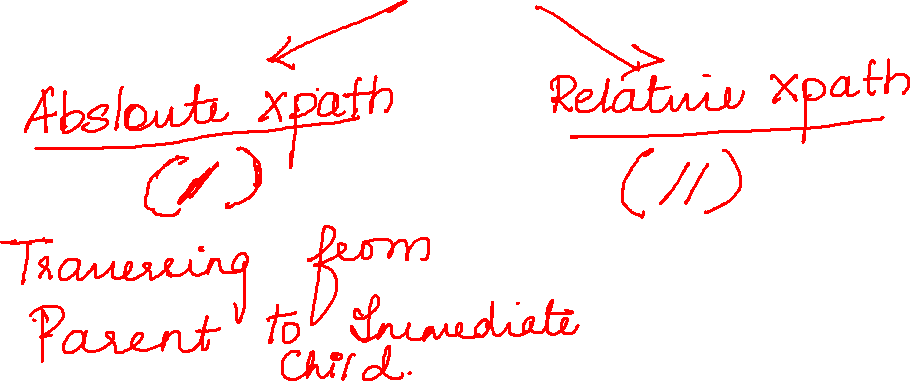 Absloute xpath
Relative xpath
(/)
(//)
Traversing from
Parent to Immediate
Child.